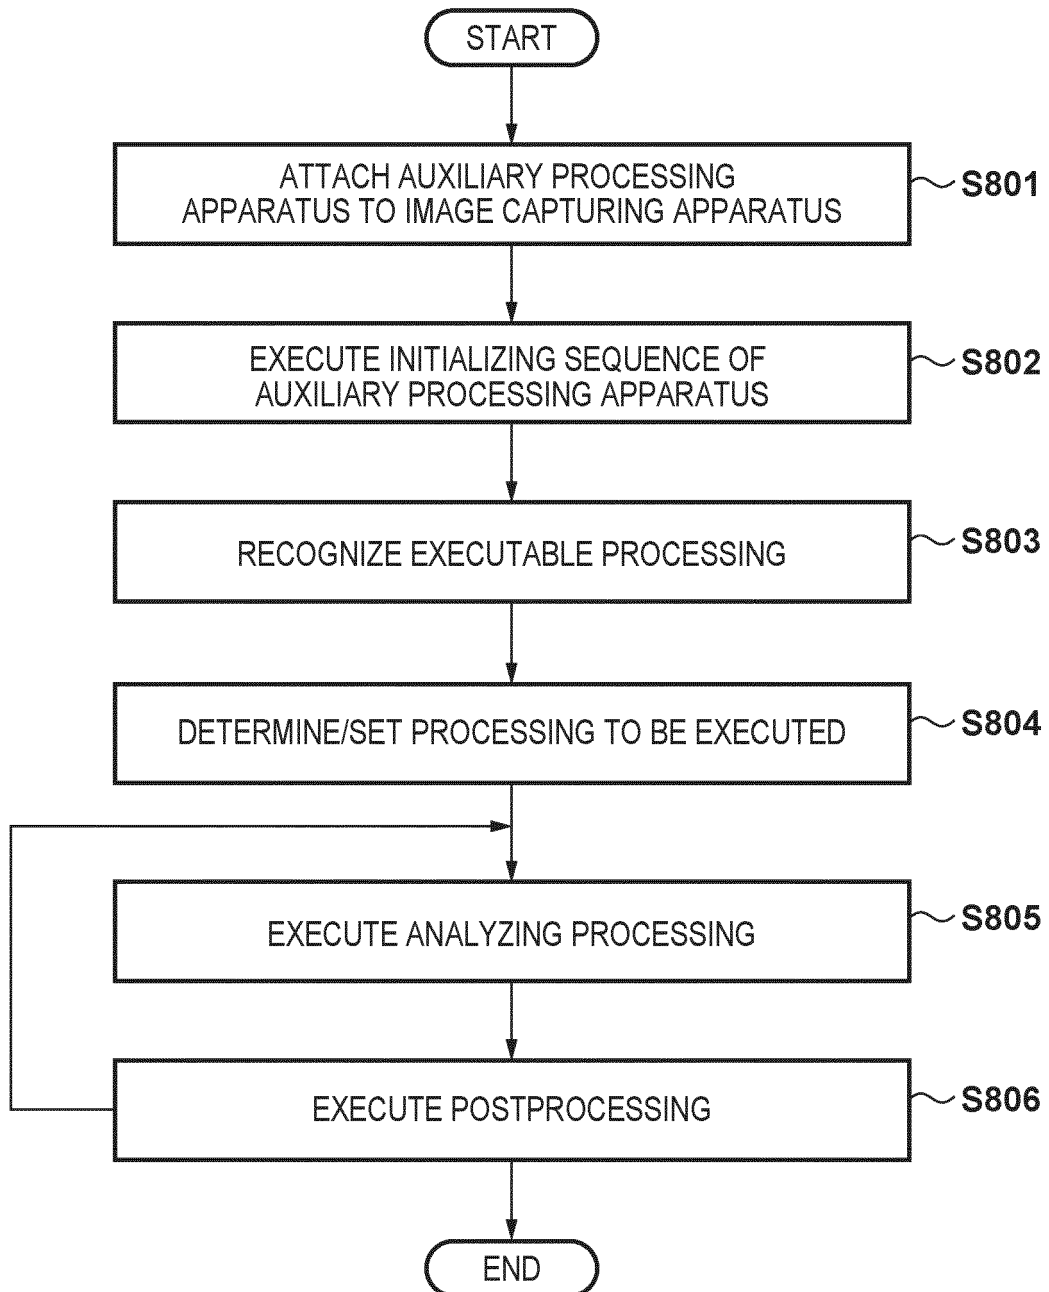 START
ATTACH AUXILIARY PROCESSING
APPARATUS TO IMAGE CAPTURING APPARATUS
S801
EXECUTE INITIALIZING SEQUENCE OF
AUXILIARY PROCESSING APPARATUS
S802
RECOGNIZE EXECUTABLE PROCESSING
S803
DETERMINE/SET PROCESSING TO BE EXECUTED
S804
EXECUTE ANALYZING PROCESSING
S805
EXECUTE POSTPROCESSING
S806
END